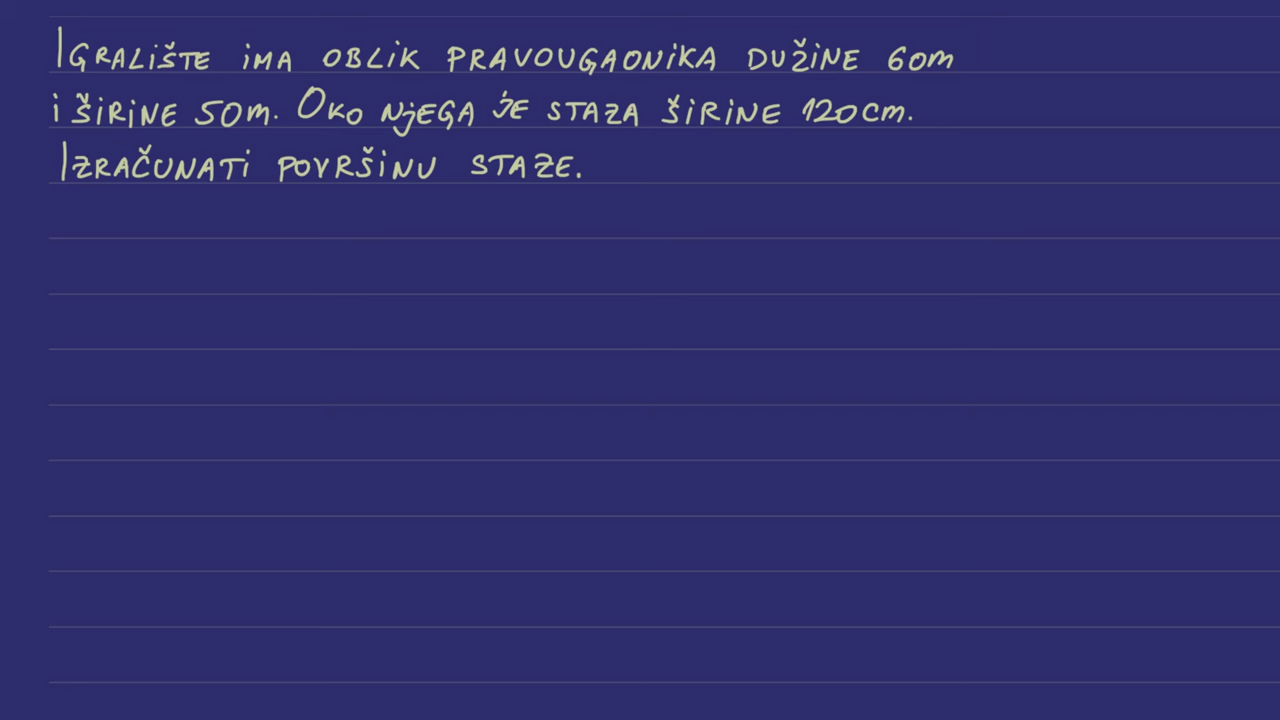 Igralište ima oblik pravougaonika dužine 60m
i širine 50m. Oko njega je staza širine 120cm.
Izračunati površinu staze.